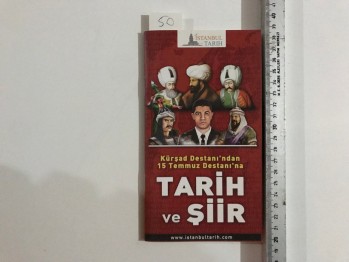 50
İSTANBUL
TARİH
Kürşad Destanı'ndan
15 Temmuz Destanı'na
TARİH
ve ŞİİR
www.istanbultarih.com